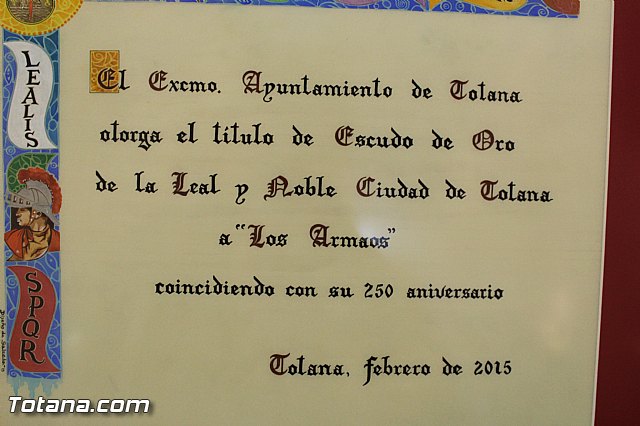 LEALIS
SPQR
El Excmo. Ayuntamiento de Totana
otorga el titulo de Escudo de Oro
de la Leal y Noble Ciudad de Totana
a "Los Armaos"
coincidiendo con su 250 aniversario
Totana, febrero de 2015
Totana.com